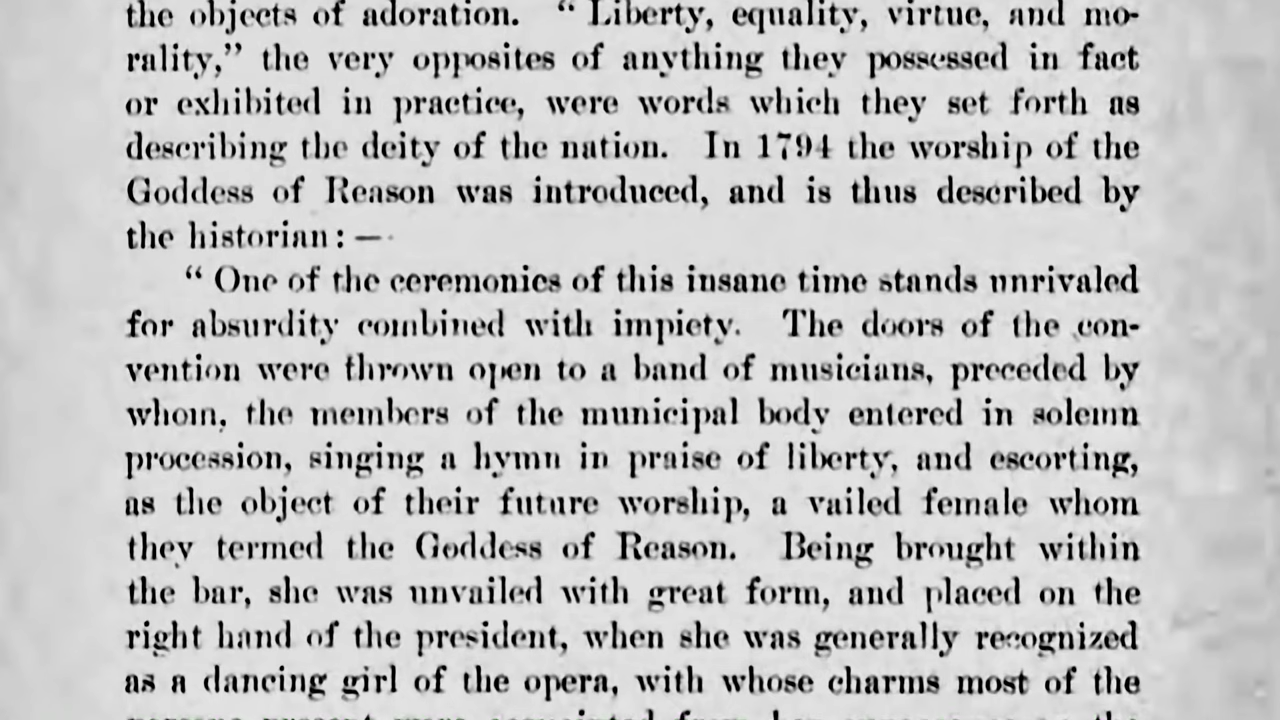 the objects of adoration. “ Liberty, equality, virtue, and mo-
rality,” the very opposites of anything they possessed in fact
or exhibited in practice, were words which they set forth as
describing the deity of the nation. In 1794 the worship of the
Goddess of Reason was introduced, and is thus described by
the historian: —
“ One of the ceremonies of this insane time stands unrivaled
for absurdity combined with impiety. The doors of the con-
vention were thrown open to a band of musicians, preceded by
whom, the members of the municipal body entered in solemn
procession, singing a hymn in praise of liberty, and escorting,
as the object of their future worship, a vailed female whom
they termed the Goddess of Reason. Being brought within
the bar, she was unvailed with great form, and placed on the
right hand of the president, when she was generally recognized
as a dancing girl of the opera, with whose charms most of the